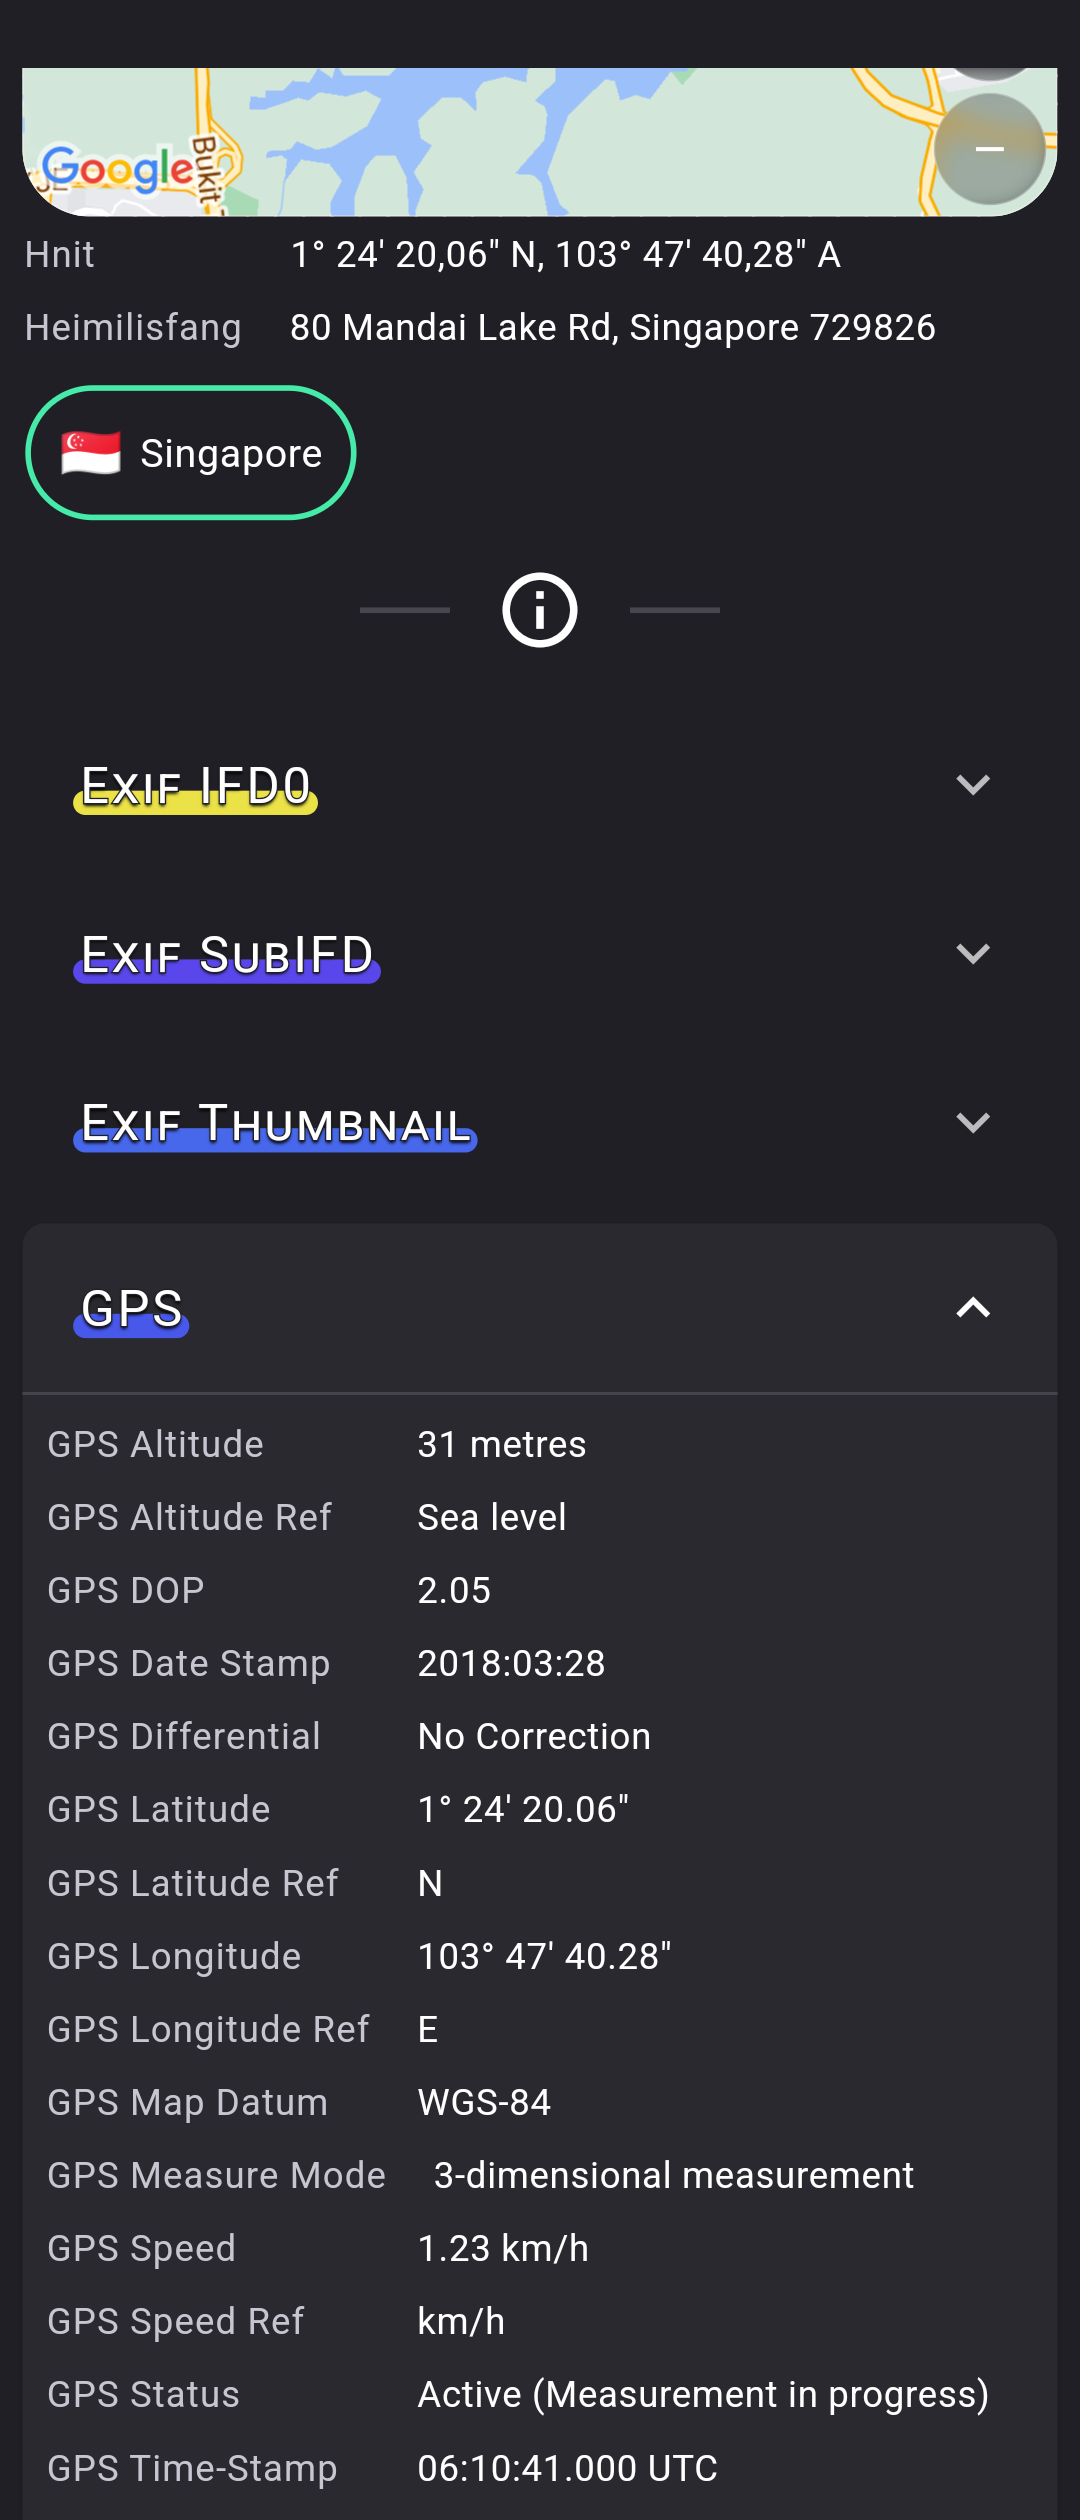 Google
Bukit
Hnit 1° 24' 20,06" N, 103° 47' 40,28" A
Heimilisfang 80 Mandai Lake Rd, Singapore 729826
Singapore
Exif IFD0
Exif SubIFD
Exif Thumbnail
GPS
GPS Altitude 31 metres
GPS Altitude Ref Sea level
GPS DOP 2.05
GPS Date Stamp 2018:03:28
GPS Differential No Correction
GPS Latitude 1° 24' 20.06"
GPS Latitude Ref N
GPS Longitude 103° 47' 40.28"
GPS Longitude Ref E
GPS Map Datum WGS-84
GPS Measure Mode 3-dimensional measurement
GPS Speed 1.23 km/h
GPS Speed Ref km/h
GPS Status Active (Measurement in progress)
GPS Time-Stamp 06:10:41.000 UTC